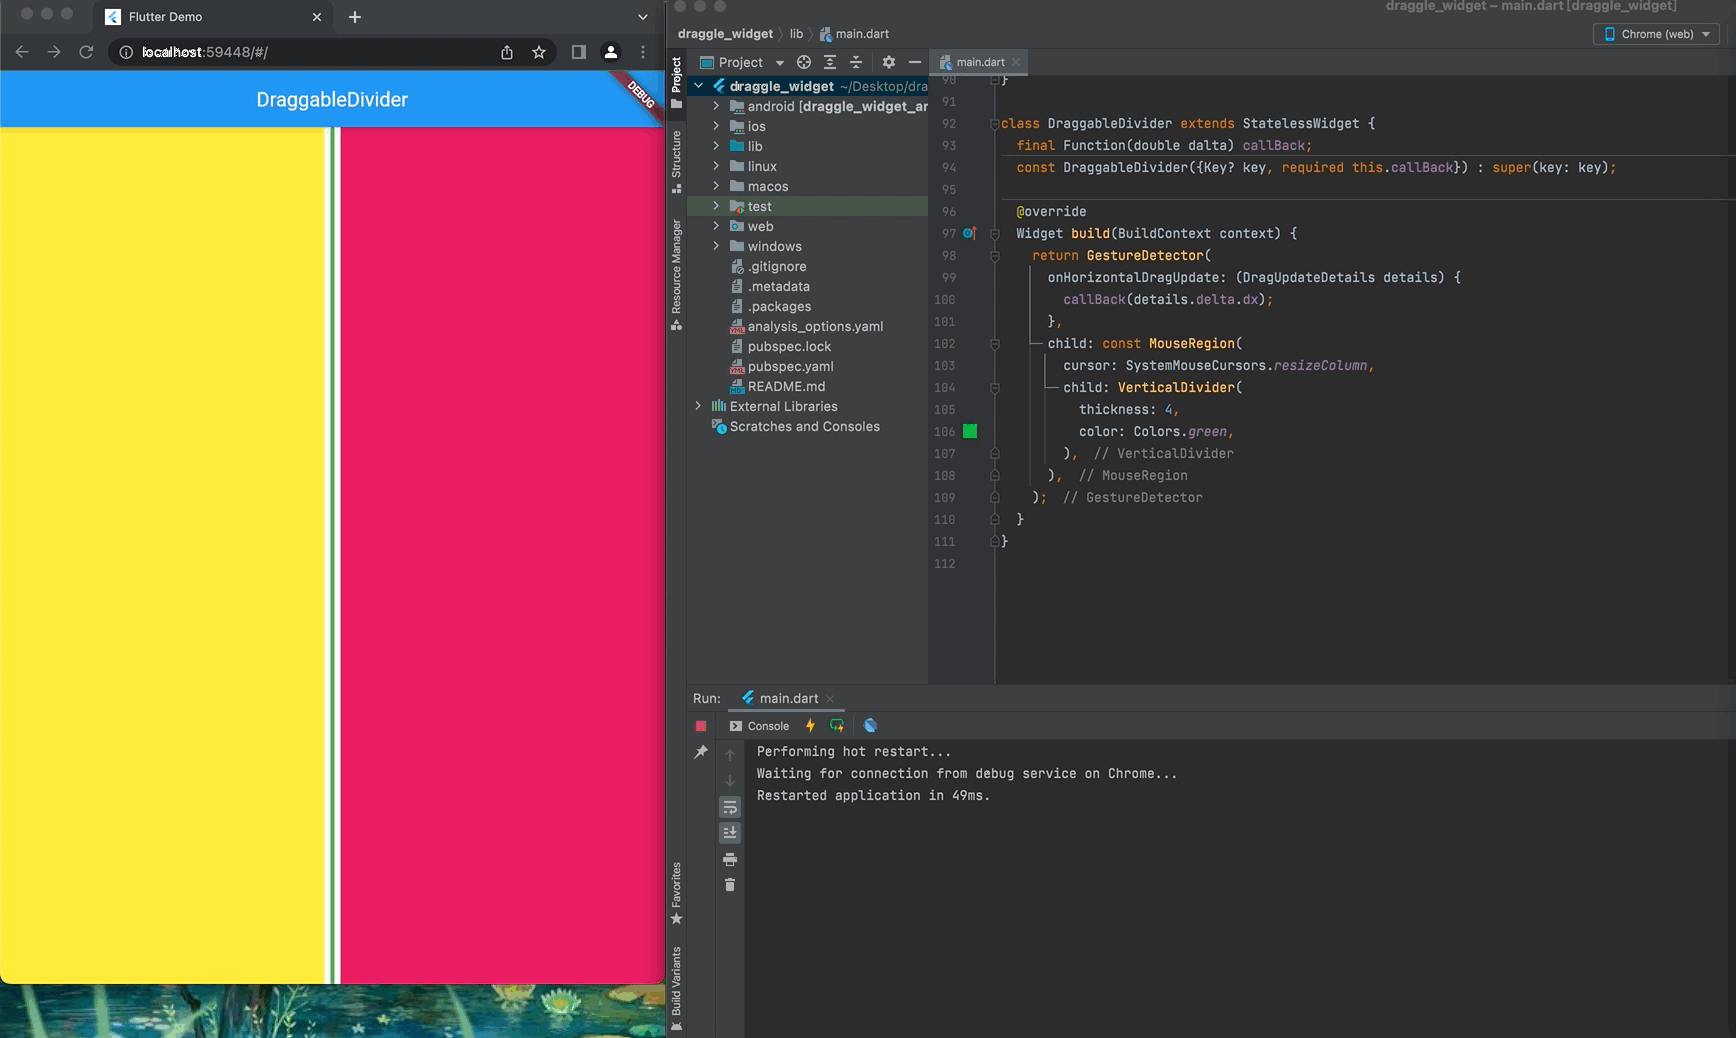 Flutter Demo
localhost:59448/#/
DraggableDivider
DEBUG
draggle_widget – main.dart [draggle_widget]
draggle_widget lib main.dart
Chrome (web)
Project
Structure
Resource Manager
Favorites
Build Variants
Project
draggle_widget ~/Desktop/dra
android [draggle_widget_ar
ios
lib
linux
macos
test
web
windows
.gitignore
.metadata
.packages
analysis_options.yaml
pubspec.lock
pubspec.yaml
README.md
External Libraries
Scratches and Consoles
main.dart
90 }
91
92 class DraggableDivider extends StatelessWidget {
93 final Function(double dalta) callBack;
94 const DraggableDivider({Key? key, required this.callBack}) : super(key: key);
95
96 @override
97 Widget build(BuildContext context) {
98 return GestureDetector(
99 onHorizontalDragUpdate: (DragUpdateDetails details) {
100 callBack(details.delta.dx);
101 },
102 child: const MouseRegion(
103 cursor: SystemMouseCursors.resizeColumn,
104 child: VerticalDivider(
105 thickness: 4,
106 color: Colors.green,
107 ), // VerticalDivider
108 ), // MouseRegion
109 ); // GestureDetector
110 }
111 }
112
Run: main.dart
Console
Performing hot restart...
Waiting for connection from debug service on Chrome...
Restarted application in 49ms.